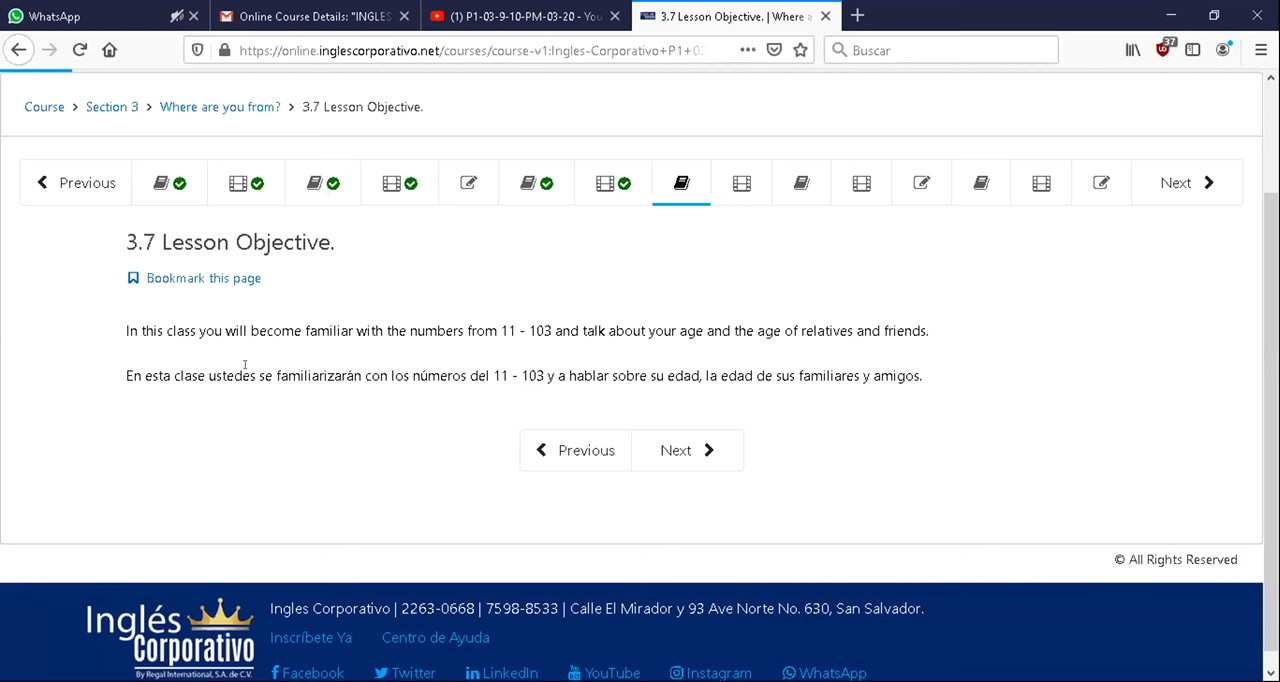 WhatsApp
Online Course Details: "INGLES
(1) P1-03-9-10-PM-03-20 - You
3.7 Lesson Objective. | Where a
https://online.inglescorporativo.net/courses/course-v1:Ingles-Corporativo+P1+03
Buscar
37
Course > Section 3 > Where are you from? > 3.7 Lesson Objective.
Previous
Next
3.7 Lesson Objective.
Bookmark this page
In this class you will become familiar with the numbers from 11 - 103 and talk about your age and the age of relatives and friends.
En esta clase ustedes se familiarizarán con los números del 11 - 103 y a hablar sobre su edad, la edad de sus familiares y amigos.
Previous
Next
© All Rights Reserved
Inglés
Corporativo
By Regal International, S.A. de C.V.
Ingles Corporativo | 2263-0668 | 7598-8533 | Calle El Mirador y 93 Ave Norte No. 630, San Salvador.
Inscríbete Ya
Centro de Ayuda
Facebook
Twitter
LinkedIn
YouTube
Instagram
WhatsApp